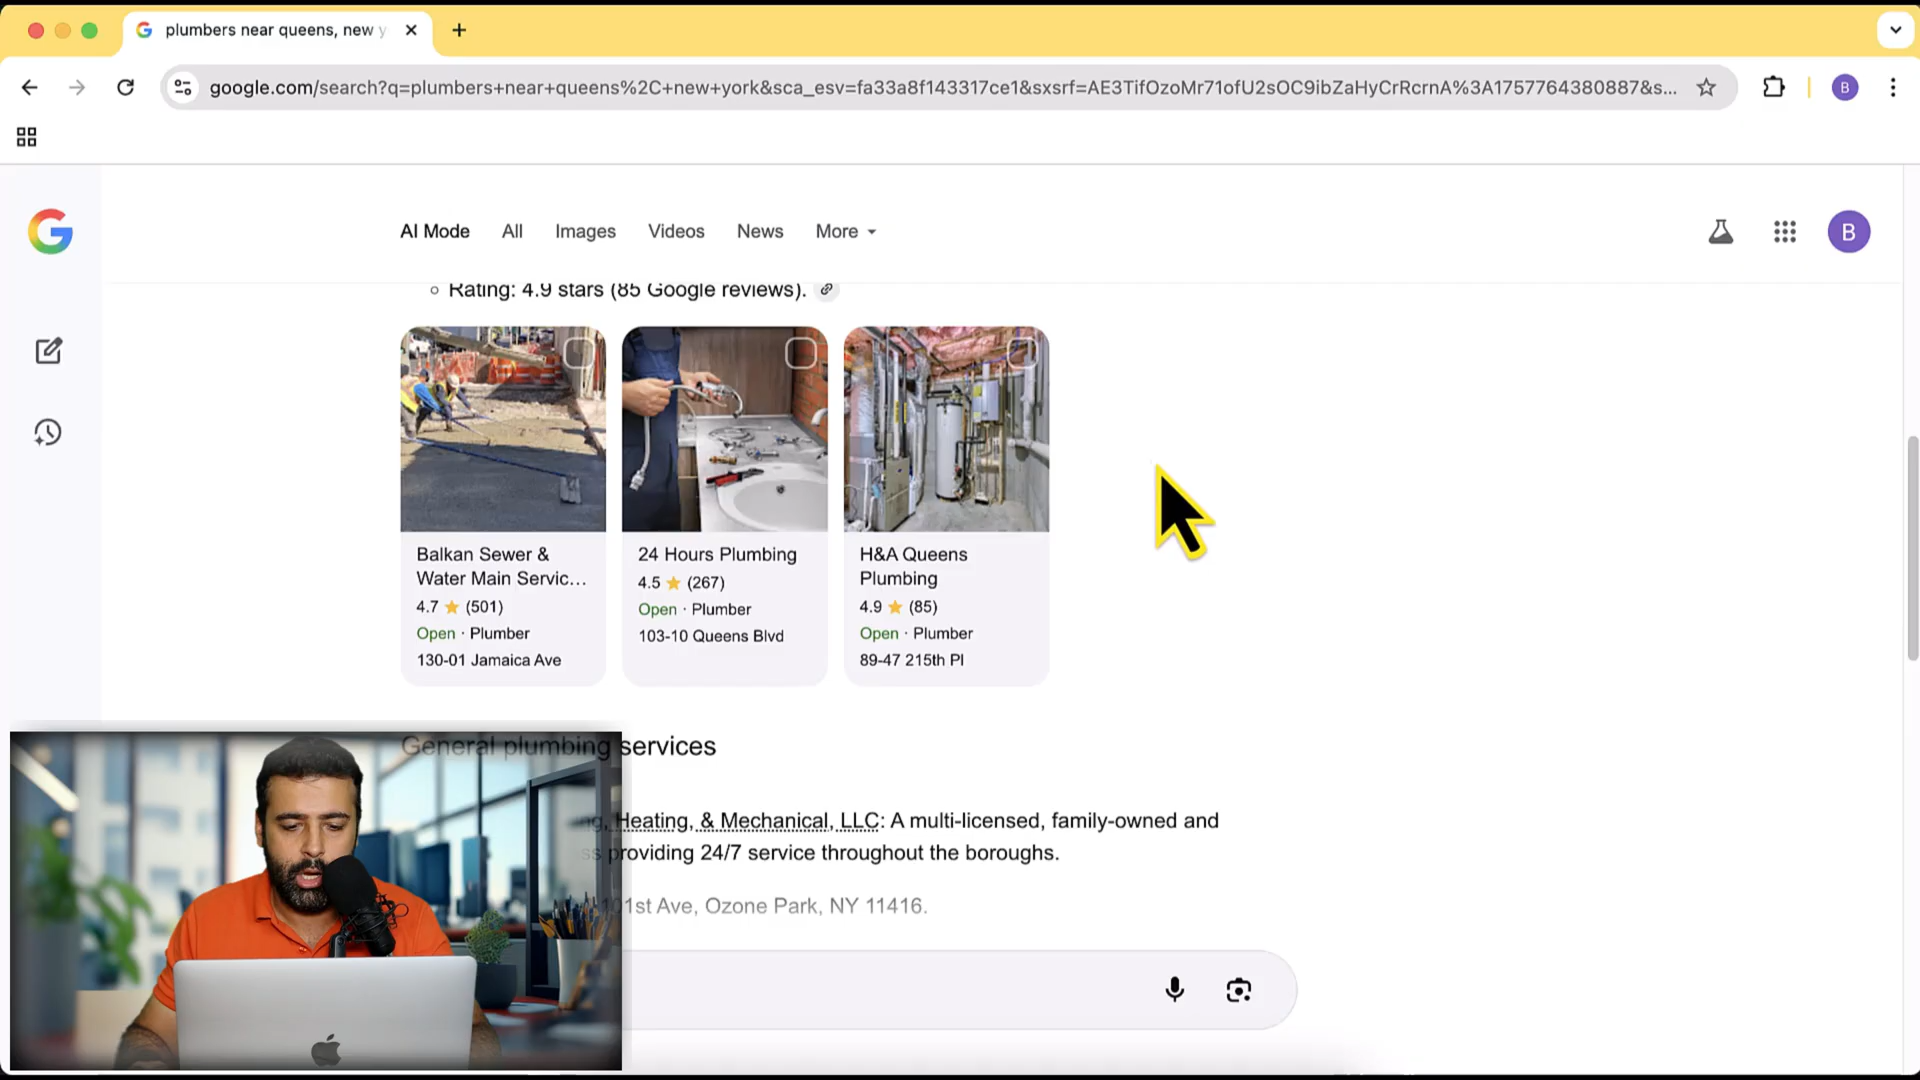 plumbers near queens, new y
google.com/search?q=plumbers+near+queens%2C+new+york&sca_esv=fa33a8f143317ce1&sxsrf=AE3TifOzoMr71ofU2sOC9ibZaHyCrRcrnA%3A1757764380887&s...
B
AI Mode All Images Videos News More
B
Rating: 4.9 stars (85 Google reviews).
Balkan Sewer &
Water Main Servic...
4.7 (501)
Open · Plumber
130-01 Jamaica Ave
24 Hours Plumbing
4.5 (267)
Open · Plumber
103-10 Queens Blvd
H&A Queens
Plumbing
4.9 (85)
Open · Plumber
89-47 215th Pl
General plumbing services
Heating, & Mechanical, LLC: A multi-licensed, family-owned and
providing 24/7 service throughout the boroughs.
101st Ave, Ozone Park, NY 11416.